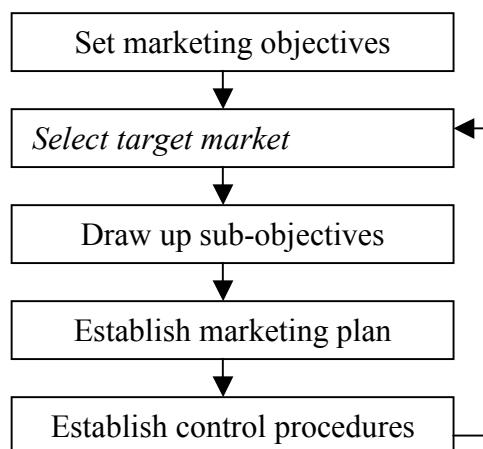 Set marketing objectives
Select target market
Draw up sub-objectives
Establish marketing plan
Establish control procedures